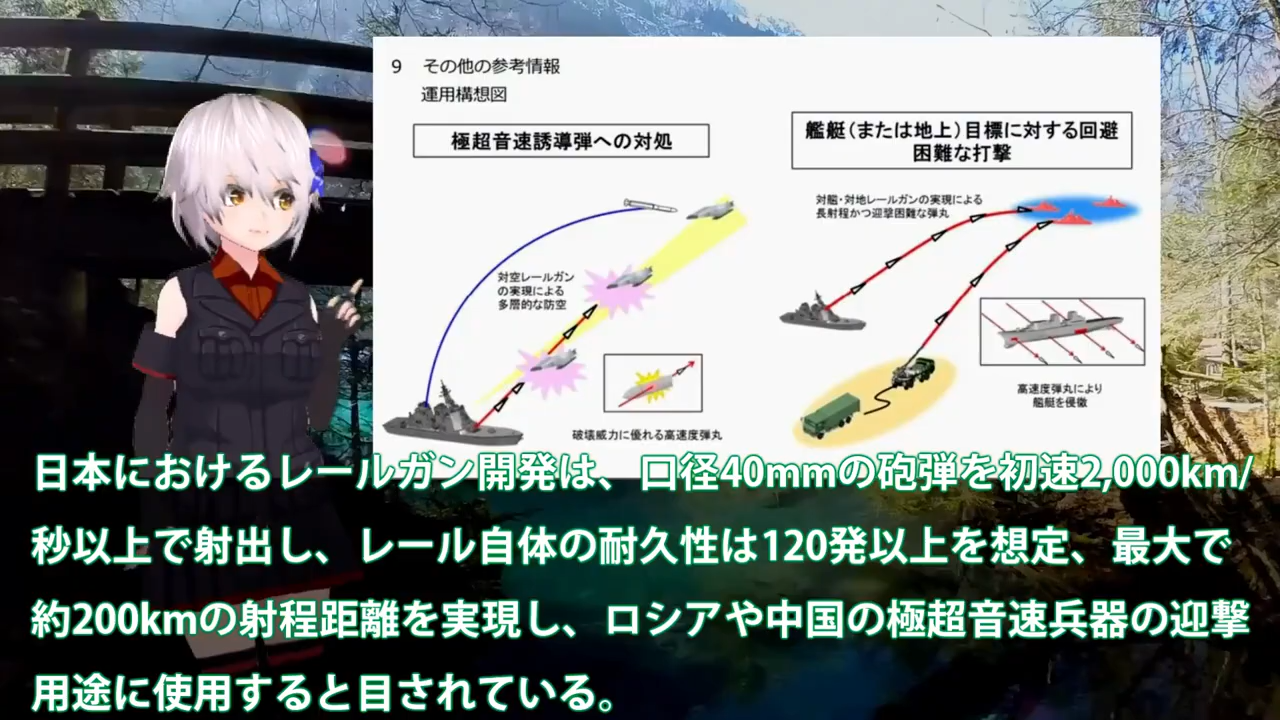 9 その他の参考情報
運用構想図
極超音速誘導弾への対処
艦艇(または地上)目標に対する回避
困難な打撃
対艦・対地レールガンの実現による
長射程かつ迎撃困難な弾丸
対空レールガン
の実現による
多層的な防空
破壊威力に優れる高速度弾丸
高速度弾丸により
艦艇を侵徹
日本におけるレールガン開発は、口径40mmの砲弾を初速2,000km/
秒以上で射出し、レール自体の耐久性は120発以上を想定、最大で
約200kmの射程距離を実現し、ロシアや中国の極超音速兵器の迎撃
用途に使用すると目されている。